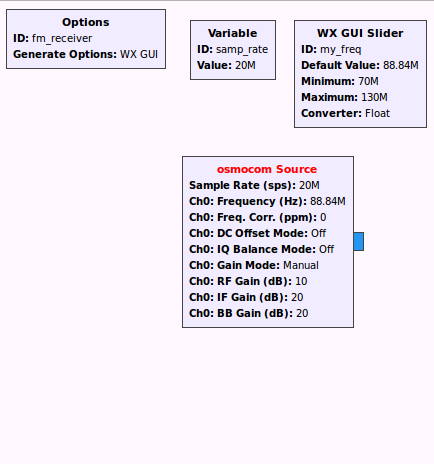 Options
ID: fm_receiver
Generate Options: WX GUI
Variable
ID: samp_rate
Value: 20M
WX GUI Slider
ID: my_freq
Default Value: 88.84M
Minimum: 70M
Maximum: 130M
Converter: Float
osmocom Source
Sample Rate (sps): 20M
Ch0: Frequency (Hz): 88.84M
Ch0: Freq. Corr. (ppm): 0
Ch0: DC Offset Mode: Off
Ch0: IQ Balance Mode: Off
Ch0: Gain Mode: Manual
Ch0: RF Gain (dB): 10
Ch0: IF Gain (dB): 20
Ch0: BB Gain (dB): 20